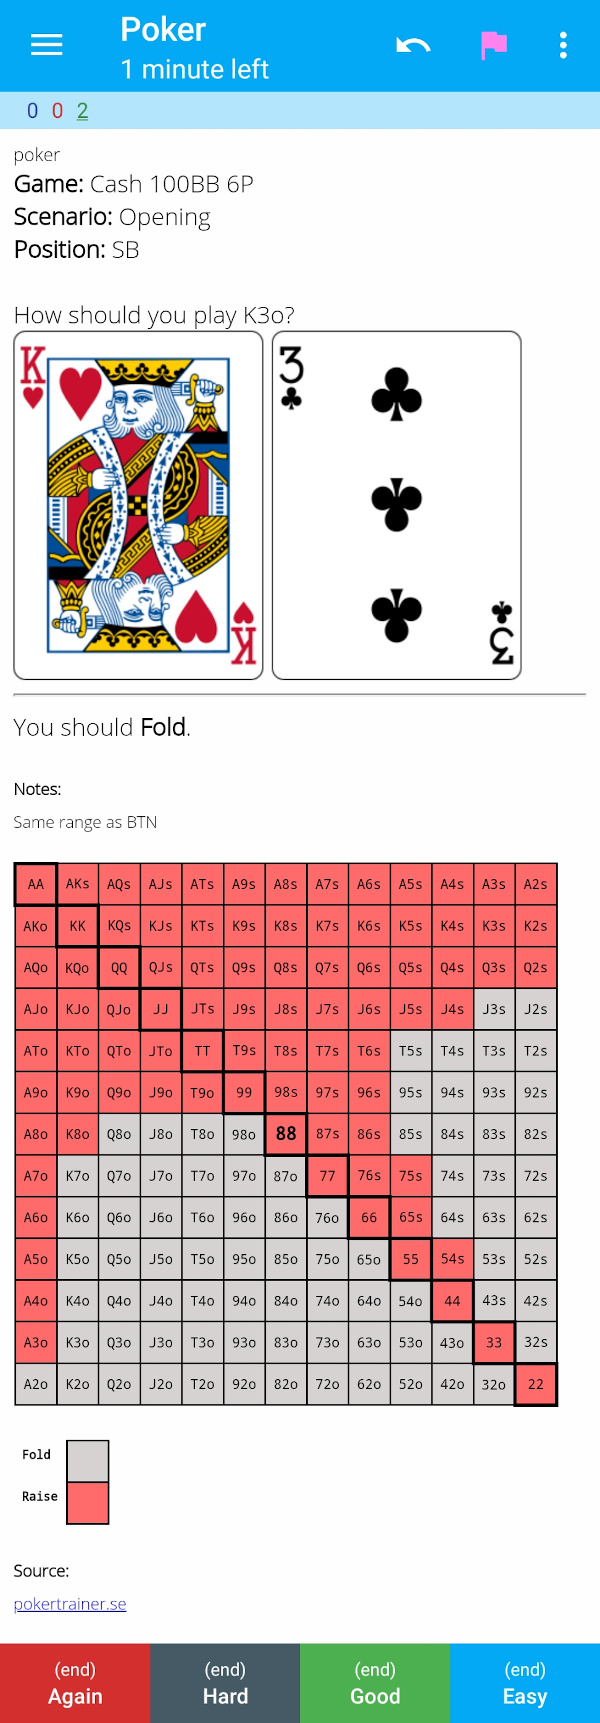 Poker
1 minute left
0 0 2
poker
Game: Cash 100BB 6P
Scenario: Opening
Position: SB
How should you play K3o?
K 3
K 3
You should Fold.
Notes:
Same range as BTN
AA AKs AQs AJs ATs A9s A8s A7s A6s A5s A4s A3s A2s
AKo KK KQs KJs KTs K9s K8s K7s K6s K5s K4s K3s K2s
AQo KQo QQ QJs QTs Q9s Q8s Q7s Q6s Q5s Q4s Q3s Q2s
AJo KJo QJo JJ JTs J9s J8s J7s J6s J5s J4s J3s J2s
ATo KTo QTo JTo TT T9s T8s T7s T6s T5s T4s T3s T2s
A9o K9o Q9o J9o T9o 99 98s 97s 96s 95s 94s 93s 92s
A8o K8o Q8o J8o T8o 98o 88 87s 86s 85s 84s 83s 82s
A7o K7o Q7o J7o T7o 97o 87o 77 76s 75s 74s 73s 72s
A6o K6o Q6o J6o T6o 96o 86o 76o 66 65s 64s 63s 62s
A5o K5o Q5o J5o T5o 95o 85o 75o 65o 55 54s 53s 52s
A4o K4o Q4o J4o T4o 94o 84o 74o 64o 54o 44 43s 42s
A3o K3o Q3o J3o T3o 93o 83o 73o 63o 53o 43o 33 32s
A2o K2o Q2o J2o T2o 92o 82o 72o 62o 52o 42o 32o 22
Fold
Raise
Source:
pokertrainer.se
(end) (end) (end) (end)
Again Hard Good Easy